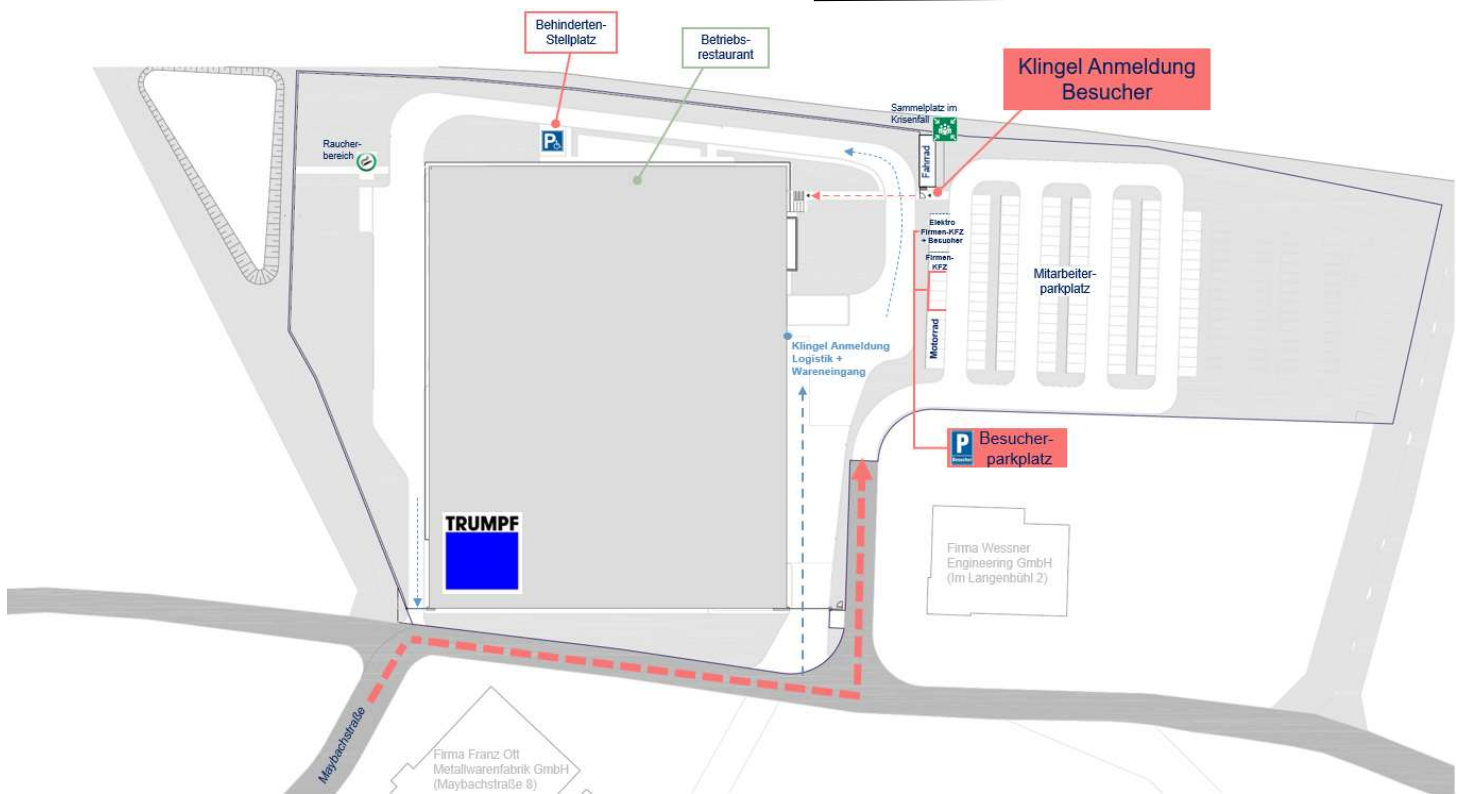 Behinderten-
Stellplatz
Betriebs-
restaurant
Klingel Anmeldung
Besucher
Sammelplatz im
Krisenfall
Raucher-
bereich
P
Fahrrad
Elektro
Firmen-KFZ
+ Besucher
Firmen-
KFZ
Mitarbeiter-
parkplatz
Motorrad
Klingel Anmeldung
Logistik +
Wareneingang
P
Besucher
Besucher-
parkplatz
TRUMPF
Firma Wessner
Engineering GmbH
(Im Langenbühl 2)
Maybachstraße
Firma Franz Ott
Metallwarenfabrik GmbH
(Maybachstraße 8)